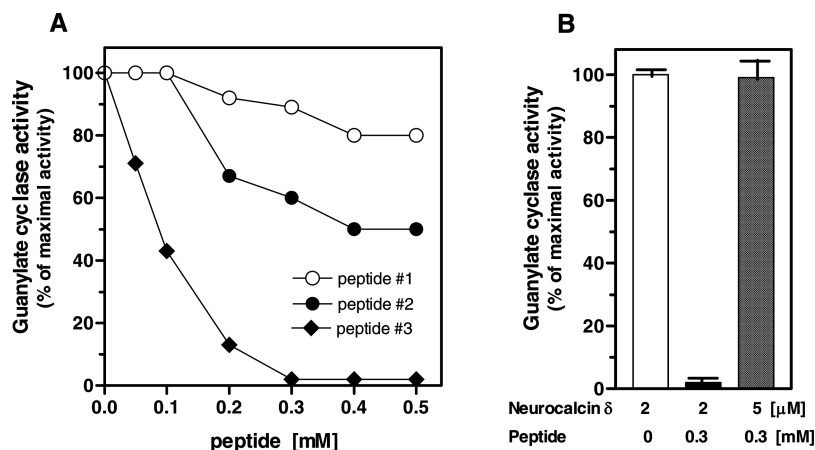 A
Guanylate cyclase activity
(% of maximal activity)
100
80
60
40
20
0
peptide #1
peptide #2
peptide #3
0.0 0.1 0.2 0.3 0.4 0.5
peptide [mM]
B
Guanylate cyclase activity
(% of maximal activity)
100
80
60
40
20
0
Neurocalcin δ 2 2 5 [μM]
Peptide 0 0.3 0.3 [mM]